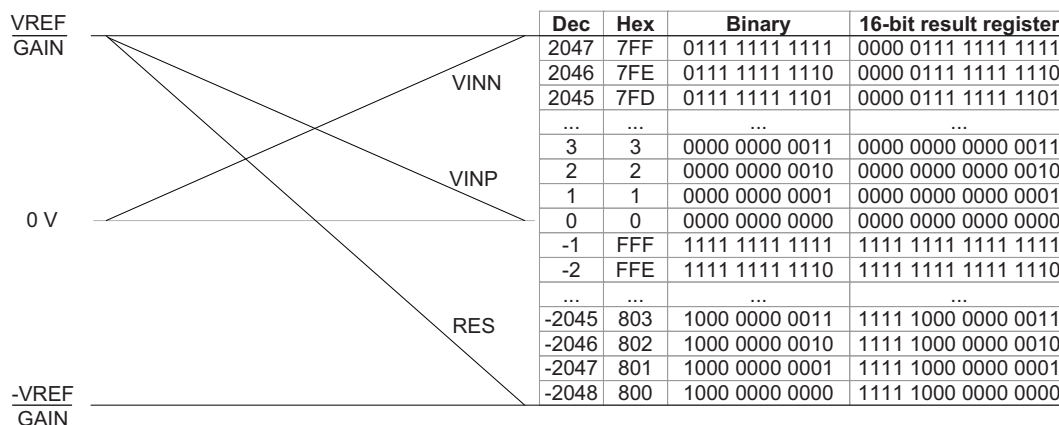 VREF
GAIN
VINN
VINP
0 V
RES
-VREF
GAIN
Dec Hex Binary 16-bit result register
2047 7FF 0111 1111 1111 0000 0111 1111 1111
2046 7FE 0111 1111 1110 0000 0111 1111 1110
2045 7FD 0111 1111 1101 0000 0111 1111 1101
... ... ... ...
3 3 0000 0000 0011 0000 0000 0000 0011
2 2 0000 0000 0010 0000 0000 0000 0010
1 1 0000 0000 0001 0000 0000 0000 0001
0 0 0000 0000 0000 0000 0000 0000 0000
-1 FFF 1111 1111 1111 1111 1111 1111 1111
-2 FFE 1111 1111 1110 1111 1111 1111 1110
... ... ... ...
-2045 803 1000 0000 0011 1111 1000 0000 0011
-2046 802 1000 0000 0010 1111 1000 0000 0010
-2047 801 1000 0000 0001 1111 1000 0000 0001
-2048 800 1000 0000 0000 1111 1000 0000 0000